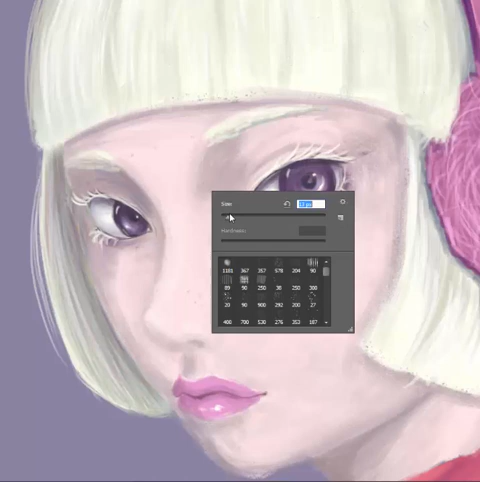 Size:
Hardness:
1101 367 357 578 204 90
89 90 250 38 250 300
20 90 900 292 200 27
400 700 530 276 353 187